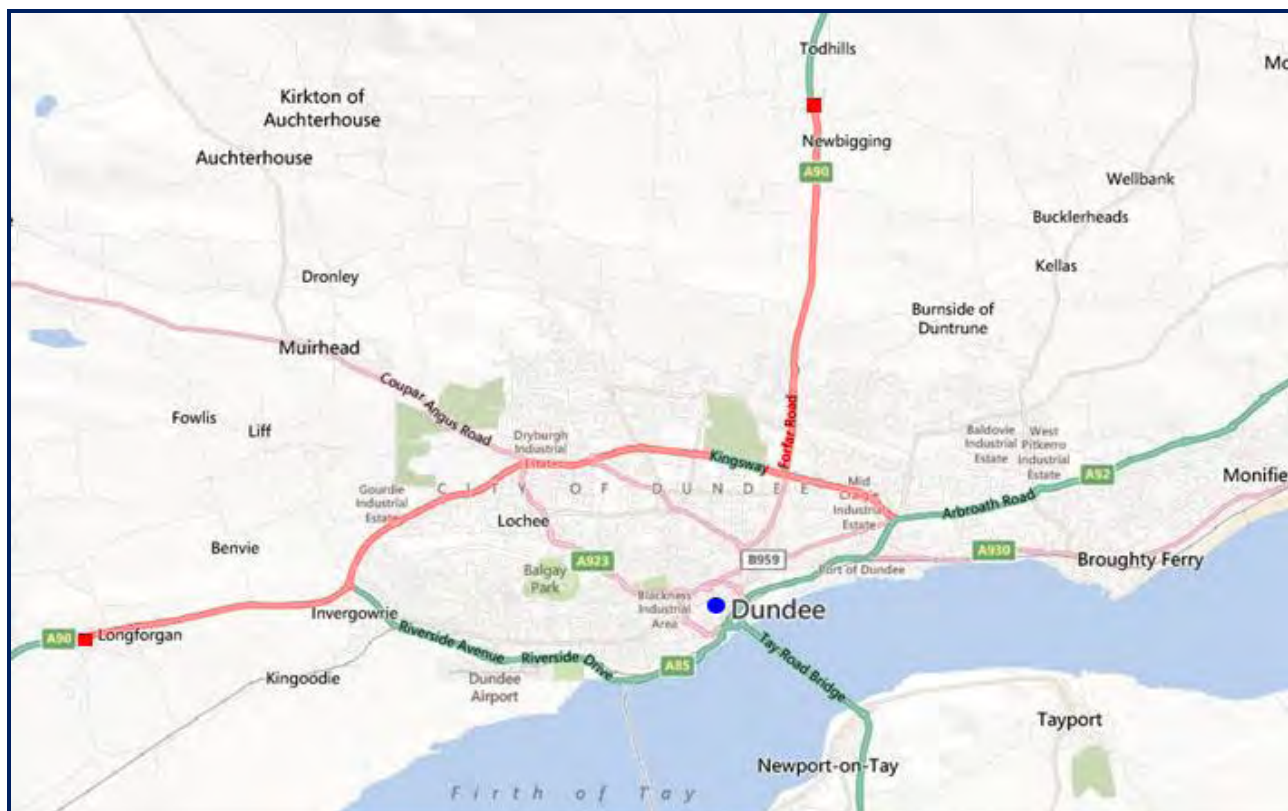 Todhills
Mo
Kirkton of
Auchterhouse
Newbigging
Auchterhouse
A90
Wellbank
Bucklerheads
Kellas
Dronley
Burnside of
Duntrune
Muirhead
Coupar Angus Road
Forfar Road
Fowlis
Liff
Dryburgh
Industrial
Estate
Kingsway
Baldovie
Industrial
Estate
West
Pitkerro
Industrial
Estate
A92
Monifie
Gourdie
Industrial
Estate
CITY OF DUNDEE
Mid
Craigie
Industrial
Estate
Arbroath Road
Lochee
Benvie
A923
B959
A930
Broughty Ferry
Balgay
Park
Port of Dundee
Blackness
Industrial
Area
Dundee
Invergowrie
A90
Longforgan
Riverside Avenue
Riverside Drive
A85
Tay Road Bridge
Kingoodie
Dundee
Airport
Tayport
Newport-on-Tay
Firth of Tay